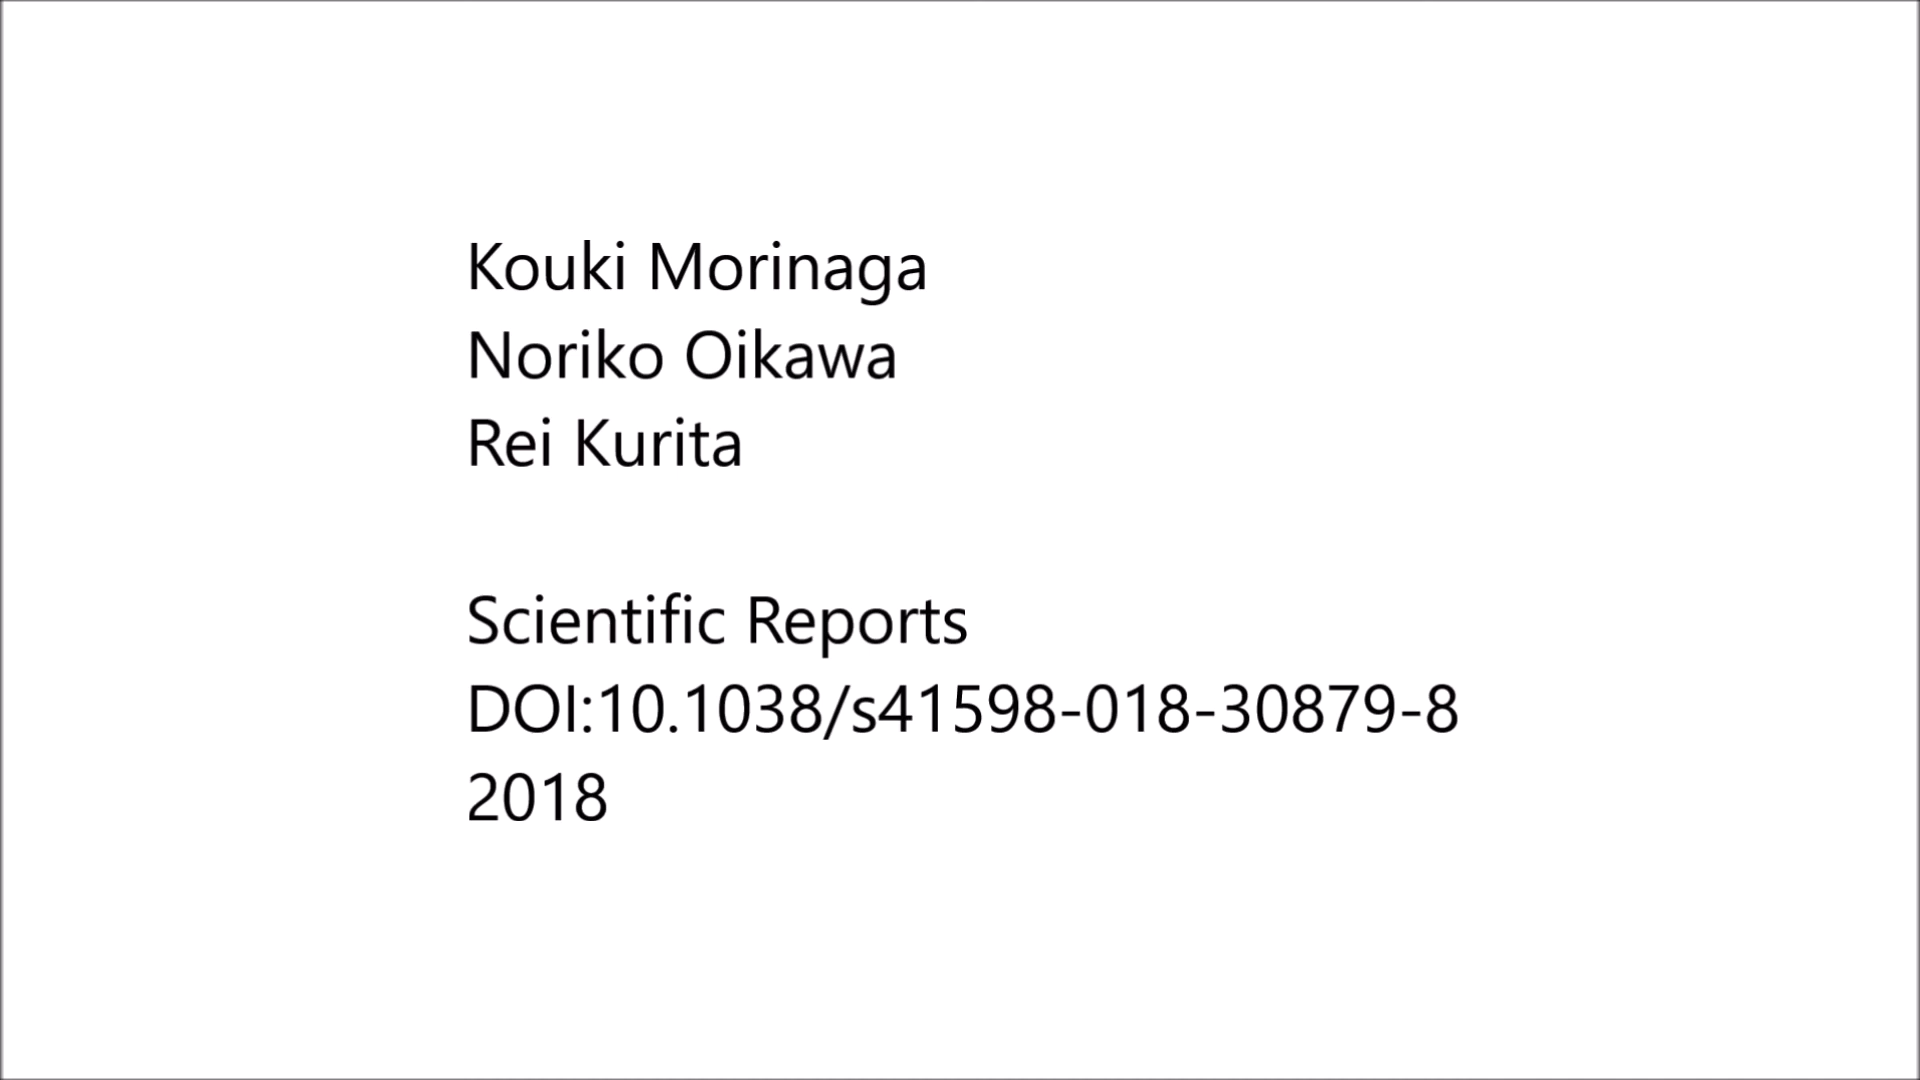 Kouki Morinaga
Noriko Oikawa
Rei Kurita
Scientific Reports
DOI:10.1038/s41598-018-30879-8
2018